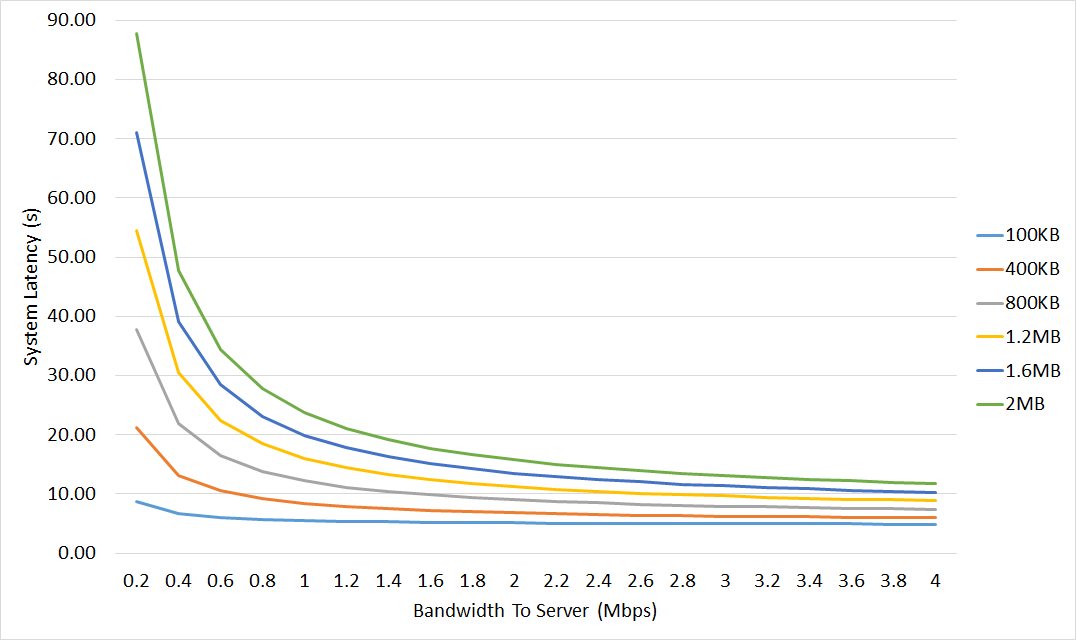 90.00
80.00
70.00
60.00
50.00
40.00
30.00
20.00
10.00
0.00
System Latency (s)
0.2 0.4 0.6 0.8 1 1.2 1.4 1.6 1.8 2 2.2 2.4 2.6 2.8 3 3.2 3.4 3.6 3.8 4
Bandwidth To Server (Mbps)
100KB
400KB
800KB
1.2MB
1.6MB
2MB